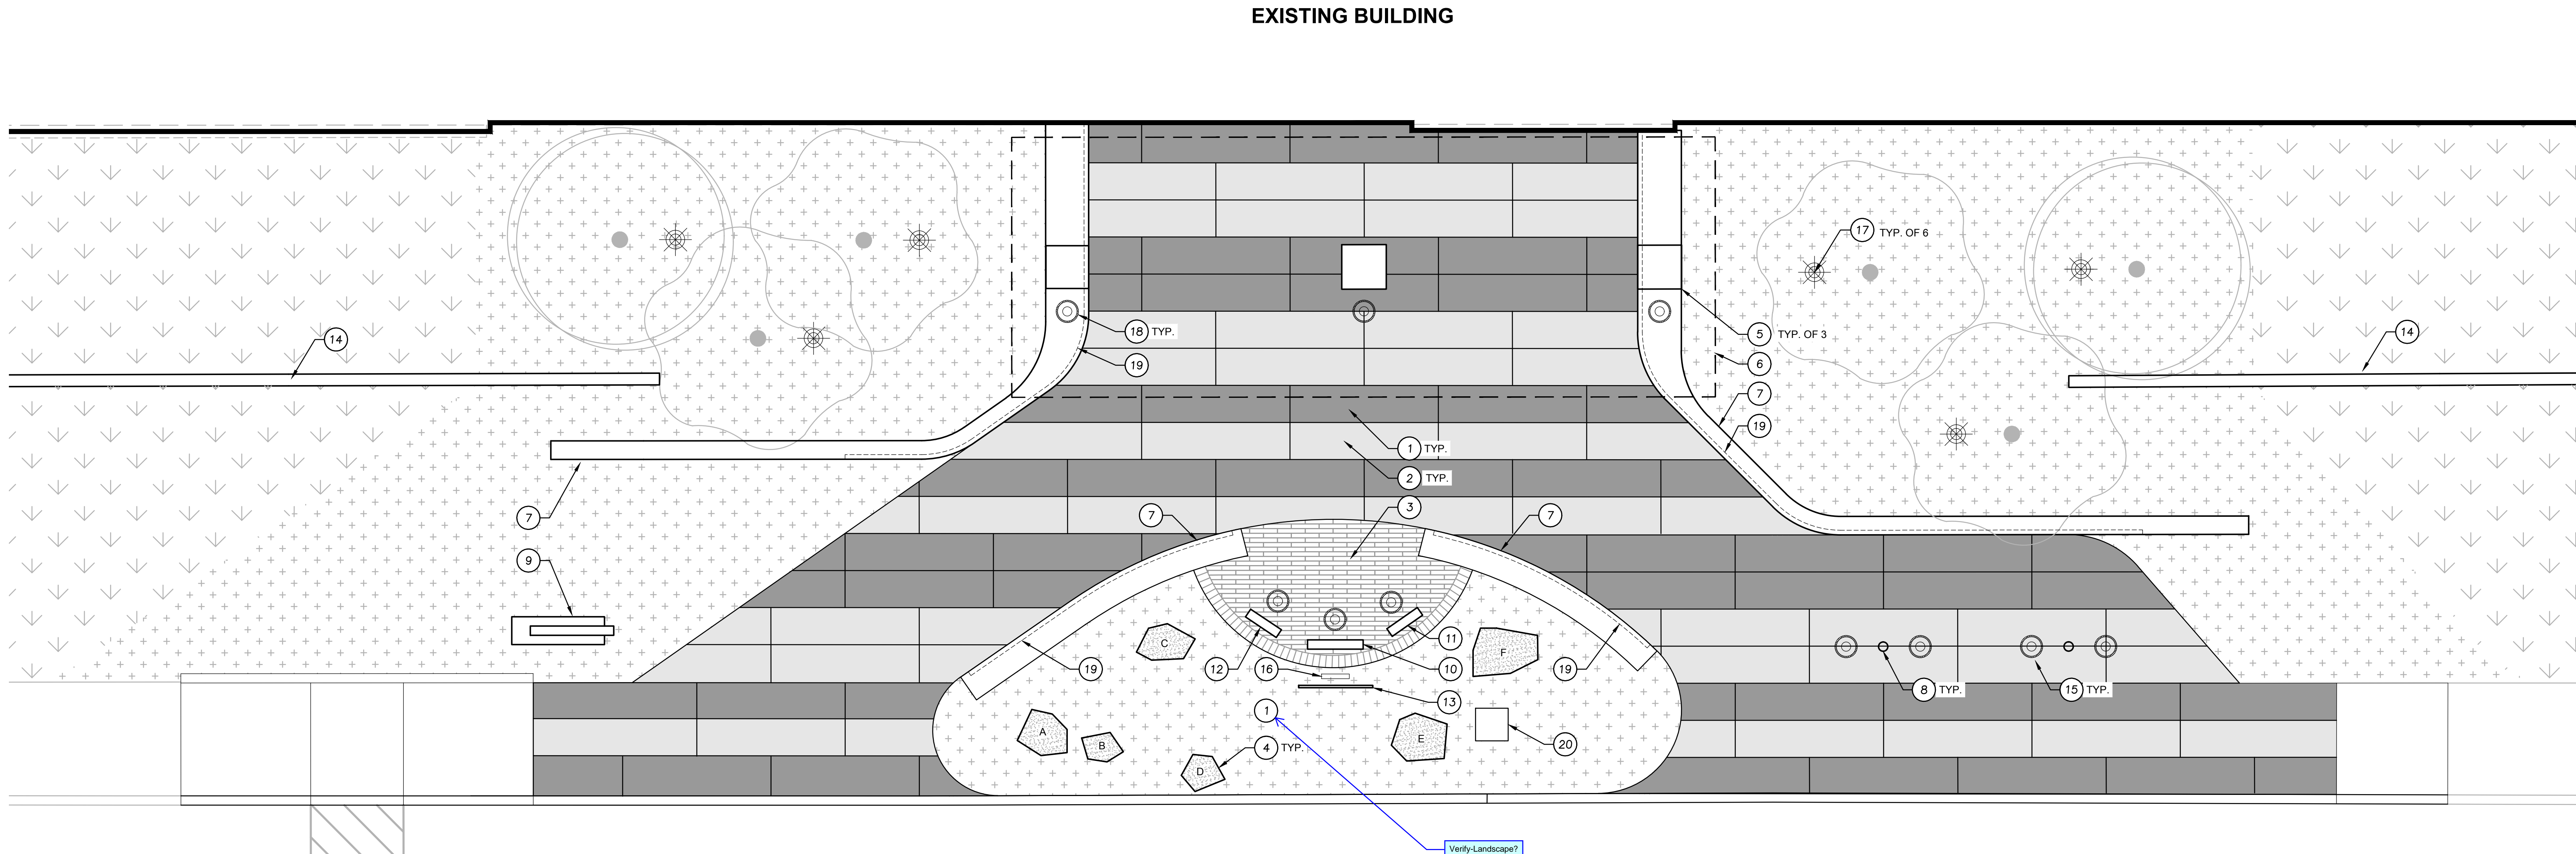 EXISTING BUILDING
17 TYP. OF 6
18 TYP.
5 TYP. OF 3
14
14
19
6
7
19
1 TYP.
2 TYP.
3
7
7
7
9
C
F
11
19
12
16
10
19
13
8 TYP.
15 TYP.
1
A
B
E
4 TYP.
20
D
Verify-Landscape?